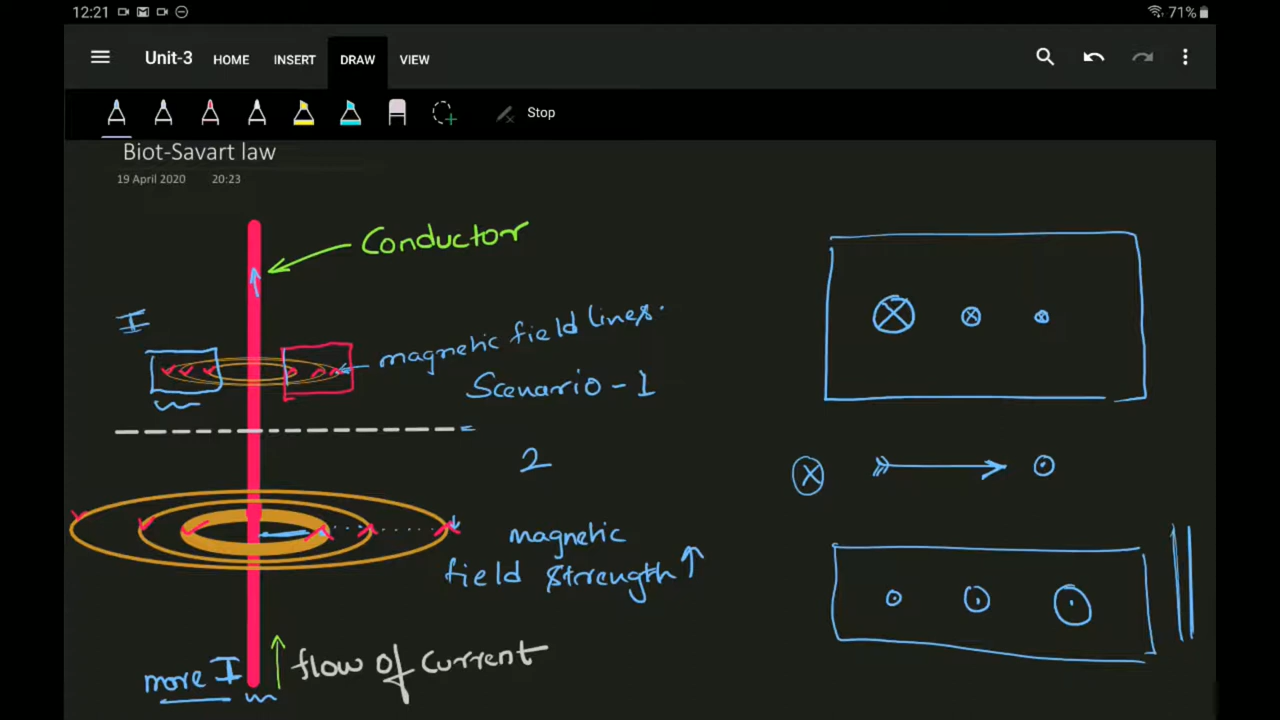 12:21
71%
Unit-3 HOME INSERT DRAW VIEW
Stop
Biot-Savart law
19 April 2020 20:23
Conductor
I
magnetic field lines.
Scenario-1
2
magnetic
field strength ↑
more I
flow of current